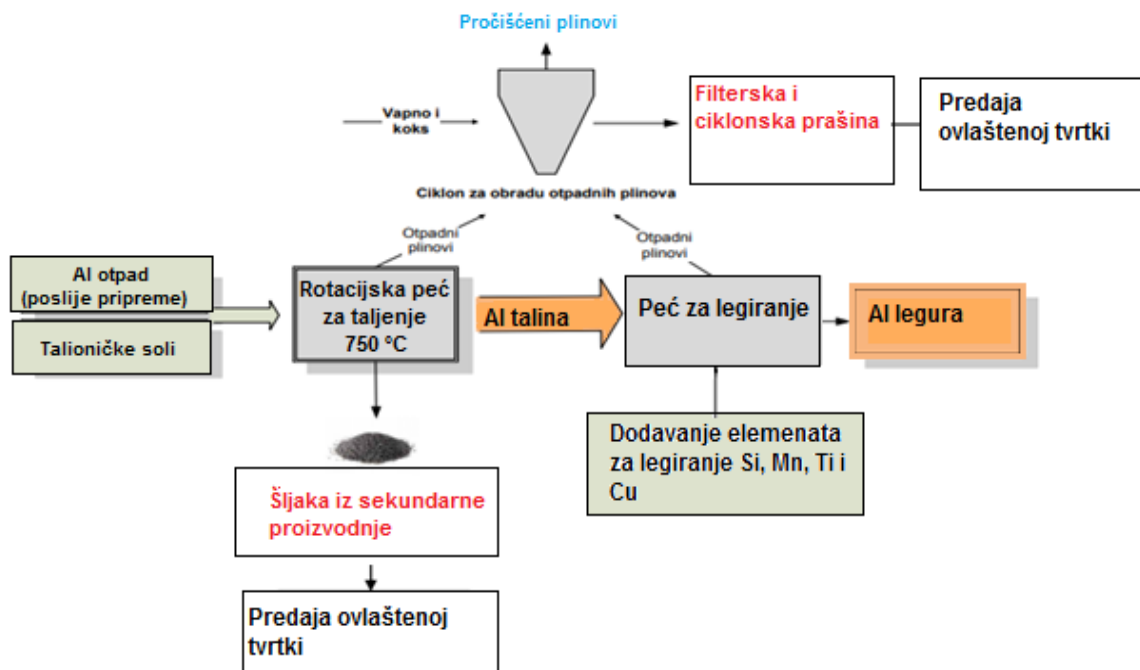 Pročišćeni plinovi
Vapno i
koks
Filterska i
ciklonska prašina
Predaja
ovlaštenoj tvrtki
Ciklon za obradu otpadnih plinova
Otpadni
plinovi
Otpadni
plinovi
Al otpad
(poslije pripreme)
Talioničke soli
Rotacijska peć
za taljenje
750 ºC
Al talina
Peć za legiranje
Al legura
Dodavanje elemenata
za legiranje Si, Mn, Ti i
Cu
Šljaka iz sekundarne
proizvodnje
Predaja ovlaštenoj
tvrtki